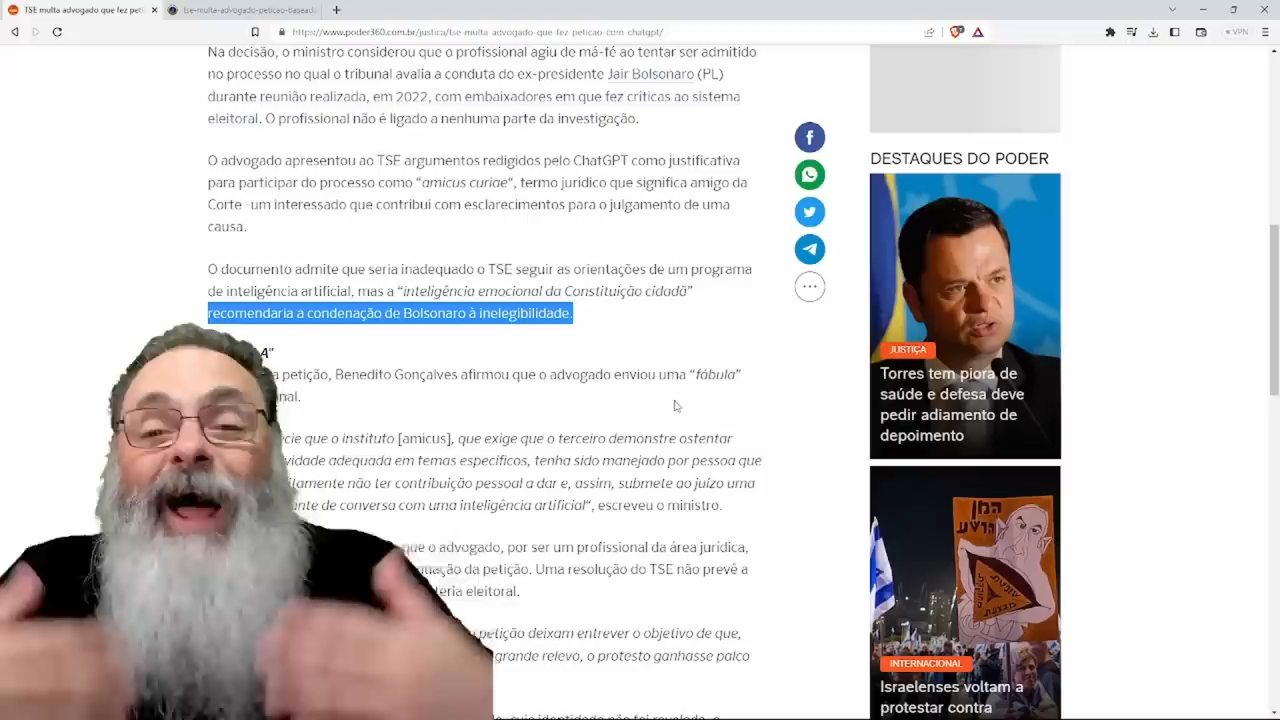 TSE multa advogado que fez peti
tse-multa-advogado-peticao-basead
https://www.poder360.com.br/justica/tse-multa-advogado-que-fez-peticao-com-chatgpt/
VPN
Na decisão, o ministro considerou que o profissional agiu de má-fé ao tentar ser admitido
no processo no qual o tribunal avalia a conduta do ex-presidente Jair Bolsonaro (PL)
durante reunião realizada, em 2022, com embaixadores em que fez críticas ao sistema
eleitoral. O profissional não é ligado a nenhuma parte da investigação.
O advogado apresentou ao TSE argumentos redigidos pelo ChatGPT como justificativa
para participar do processo como “amicus curiae“, termo jurídico que significa amigo da
Corte -um interessado que contribui com esclarecimentos para o julgamento de uma
causa.
O documento admite que seria inadequado o TSE seguir as orientações de um programa
de inteligência artificial, mas a “inteligência emocional da Constituição cidadã”
recomendaria a condenação de Bolsonaro à inelegibilidade.
A”
a petição, Benedito Gonçalves afirmou que o advogado enviou uma “fábula”
nal.
cie que o instituto [amicus], que exige que o terceiro demonstre ostentar
vidade adequada em temas específicos, tenha sido manejado por pessoa que
litamente não ter contribuição pessoal a dar e, assim, submete ao juízo uma
ante de conversa com uma inteligência artificial“, escreveu o ministro.
que o advogado, por ser um profissional da área jurídica,
uação da petição. Uma resolução do TSE não prevê a
téria eleitoral.
petição deixam entrever o objetivo de que,
grande relevo, o protesto ganhasse palco
DESTAQUES DO PODER
JUSTIÇA
Torres tem piora de
saúde e defesa deve
pedir adiamento de
depoimento
המן
הרשע
INTERNACIONAL
Israelenses voltam a
protestar contra